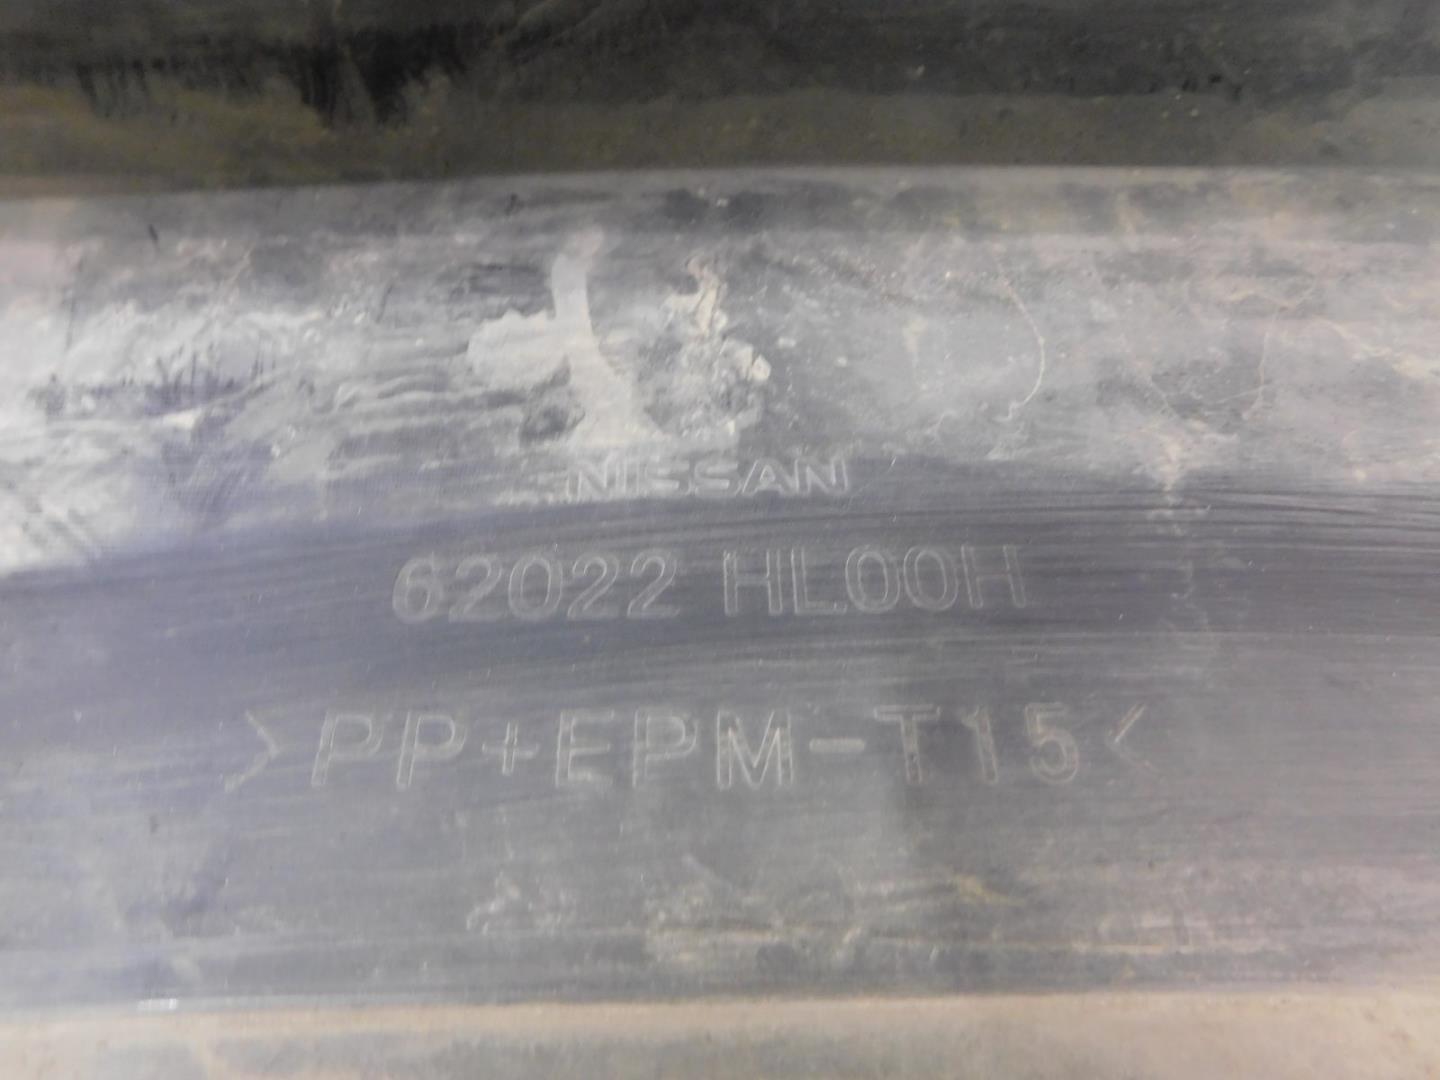 NISSAN
62022 HL00H
>PP+EPM-T15<